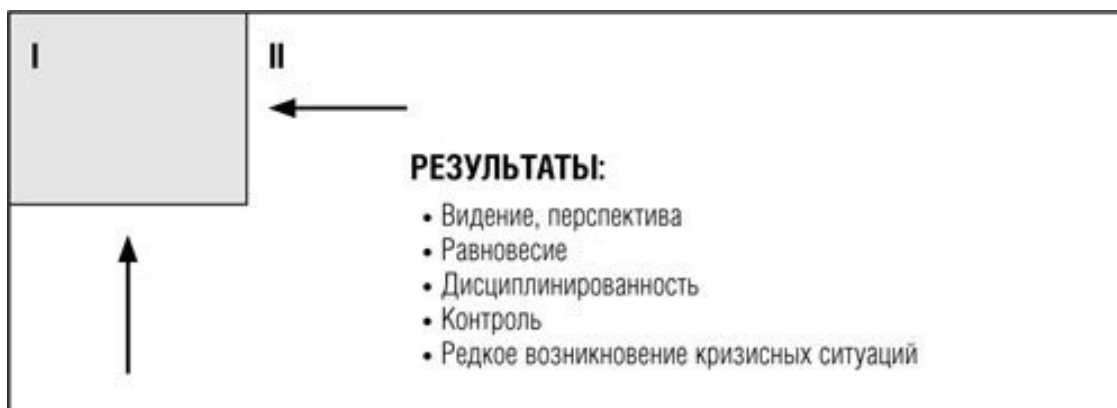 I
II
РЕЗУЛЬТАТЫ:
• Видение, перспектива
• Равновесие
• Дисциплинированность
• Контроль
• Редкое возникновение кризисных ситуаций